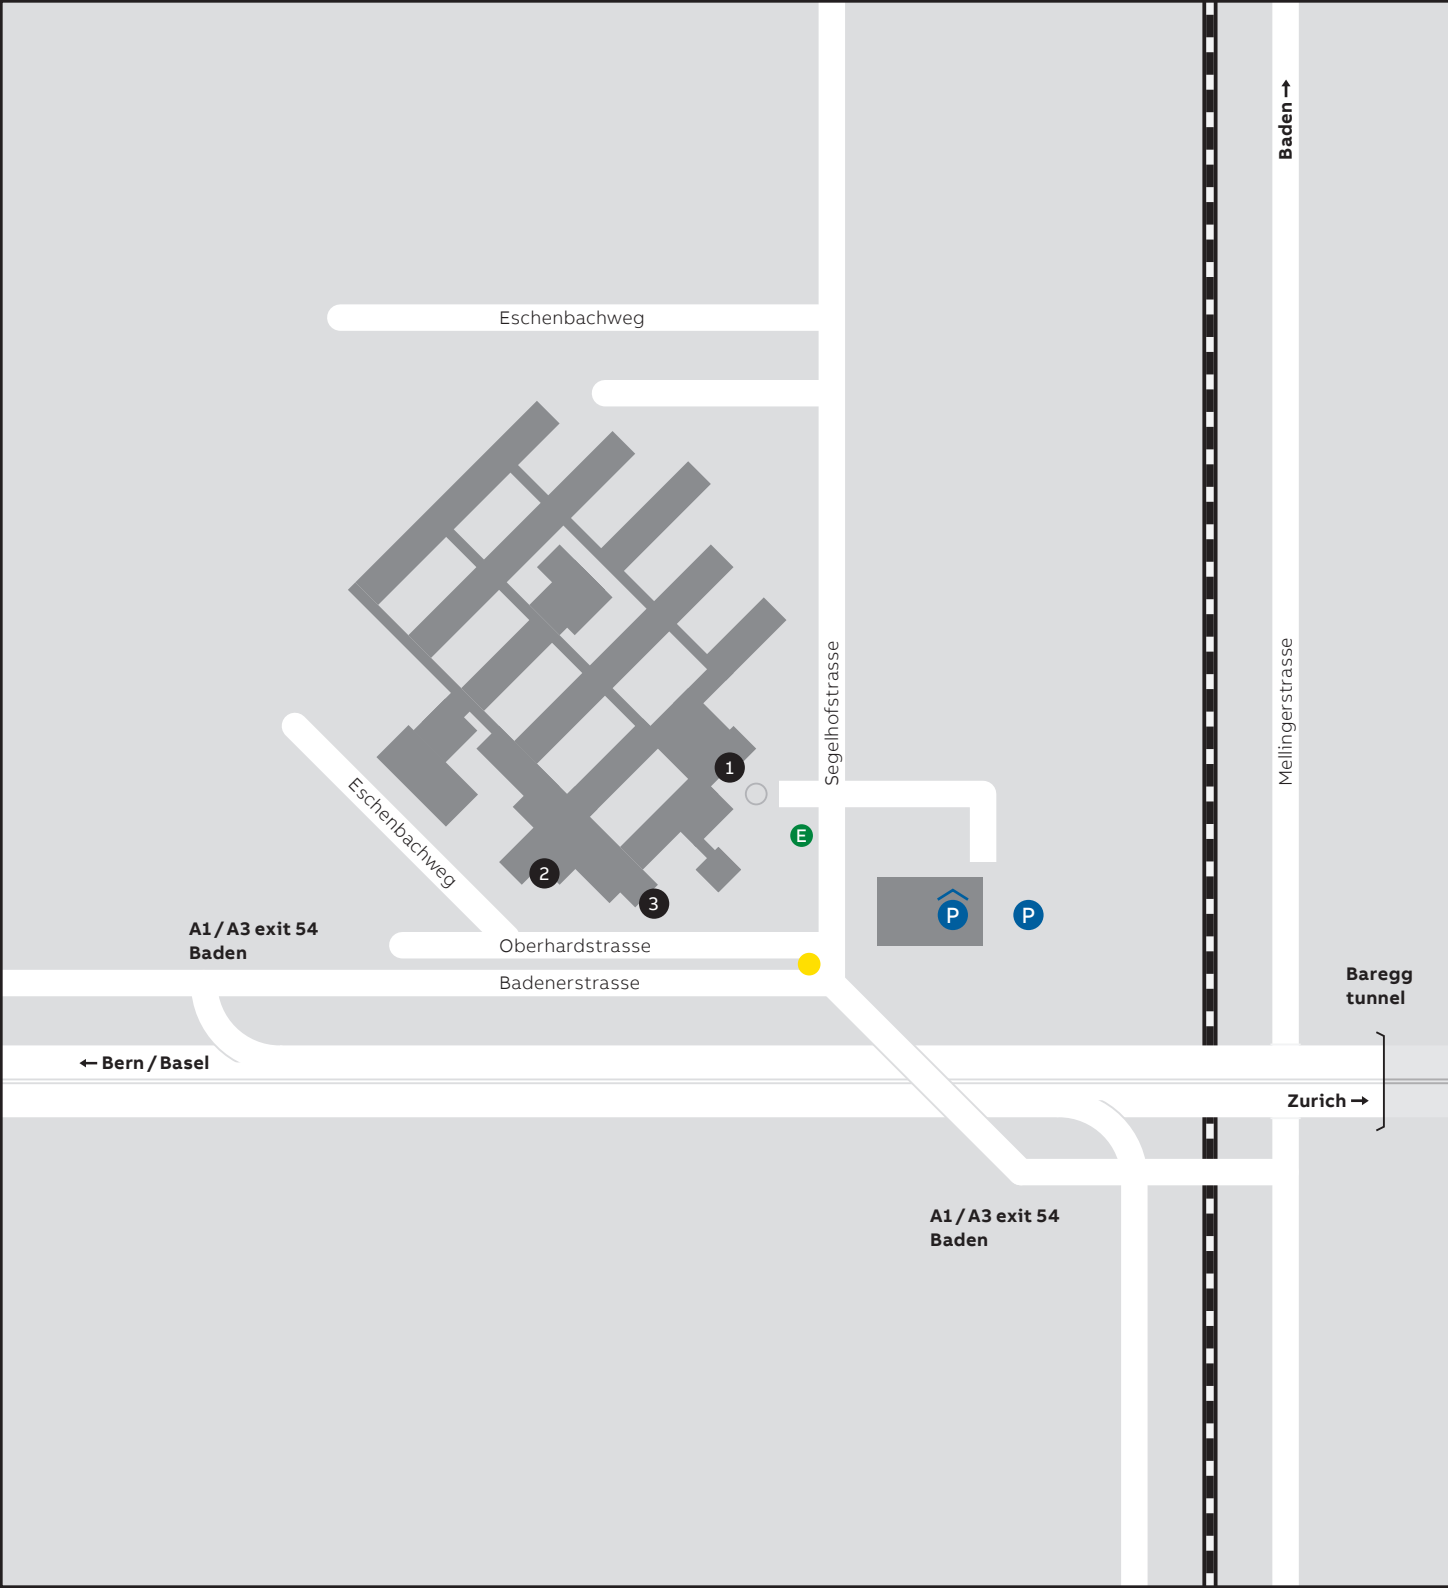 Baden →
Eschenbachweg
Segelhofstrasse
Mellingerstrasse
1
Eschenbachweg
E
2
3
P
P
A1/A3 exit 54
Baden
Oberhardstrasse
Badenerstrasse
Baregg
tunnel
← Bern/Basel
Zurich →
A1/A3 exit 54
Baden